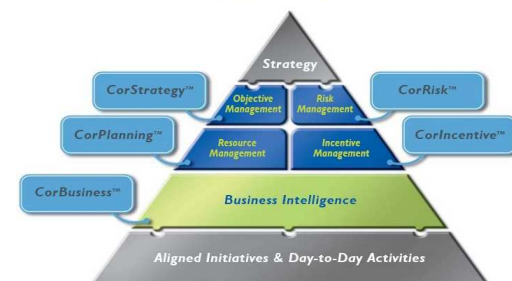 Strategy
CorStrategy™
Objective
Management
Risk
Management
CorRisk™
CorPlanning™
Resource
Management
Incentive
Management
CorIncentive™
CorBusiness™
Business Intelligence
Aligned Initiatives & Day-to-Day Activities